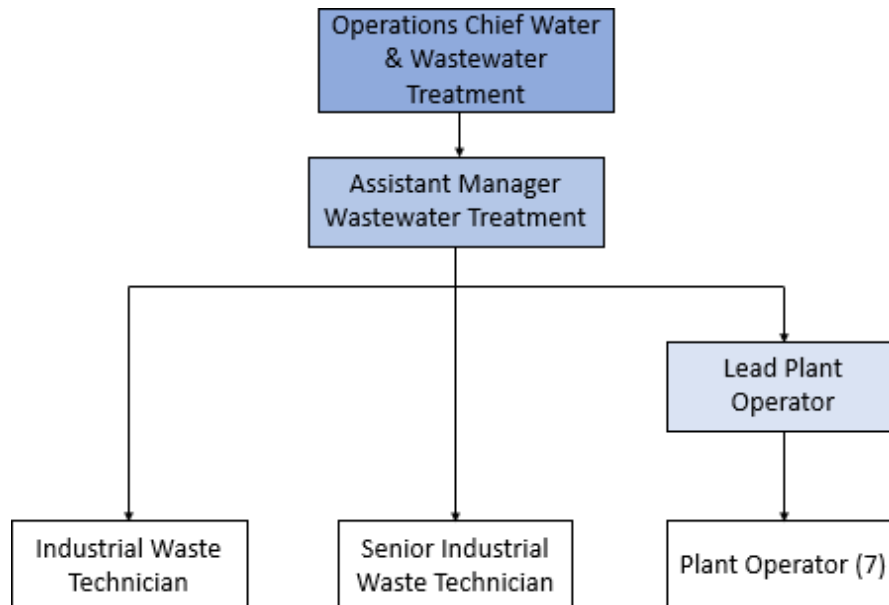 Operations Chief Water
& Wastewater
Treatment
Assistant Manager
Wastewater Treatment
Lead Plant
Operator
Industrial Waste
Technician
Senior Industrial
Waste Technician
Plant Operator (7)